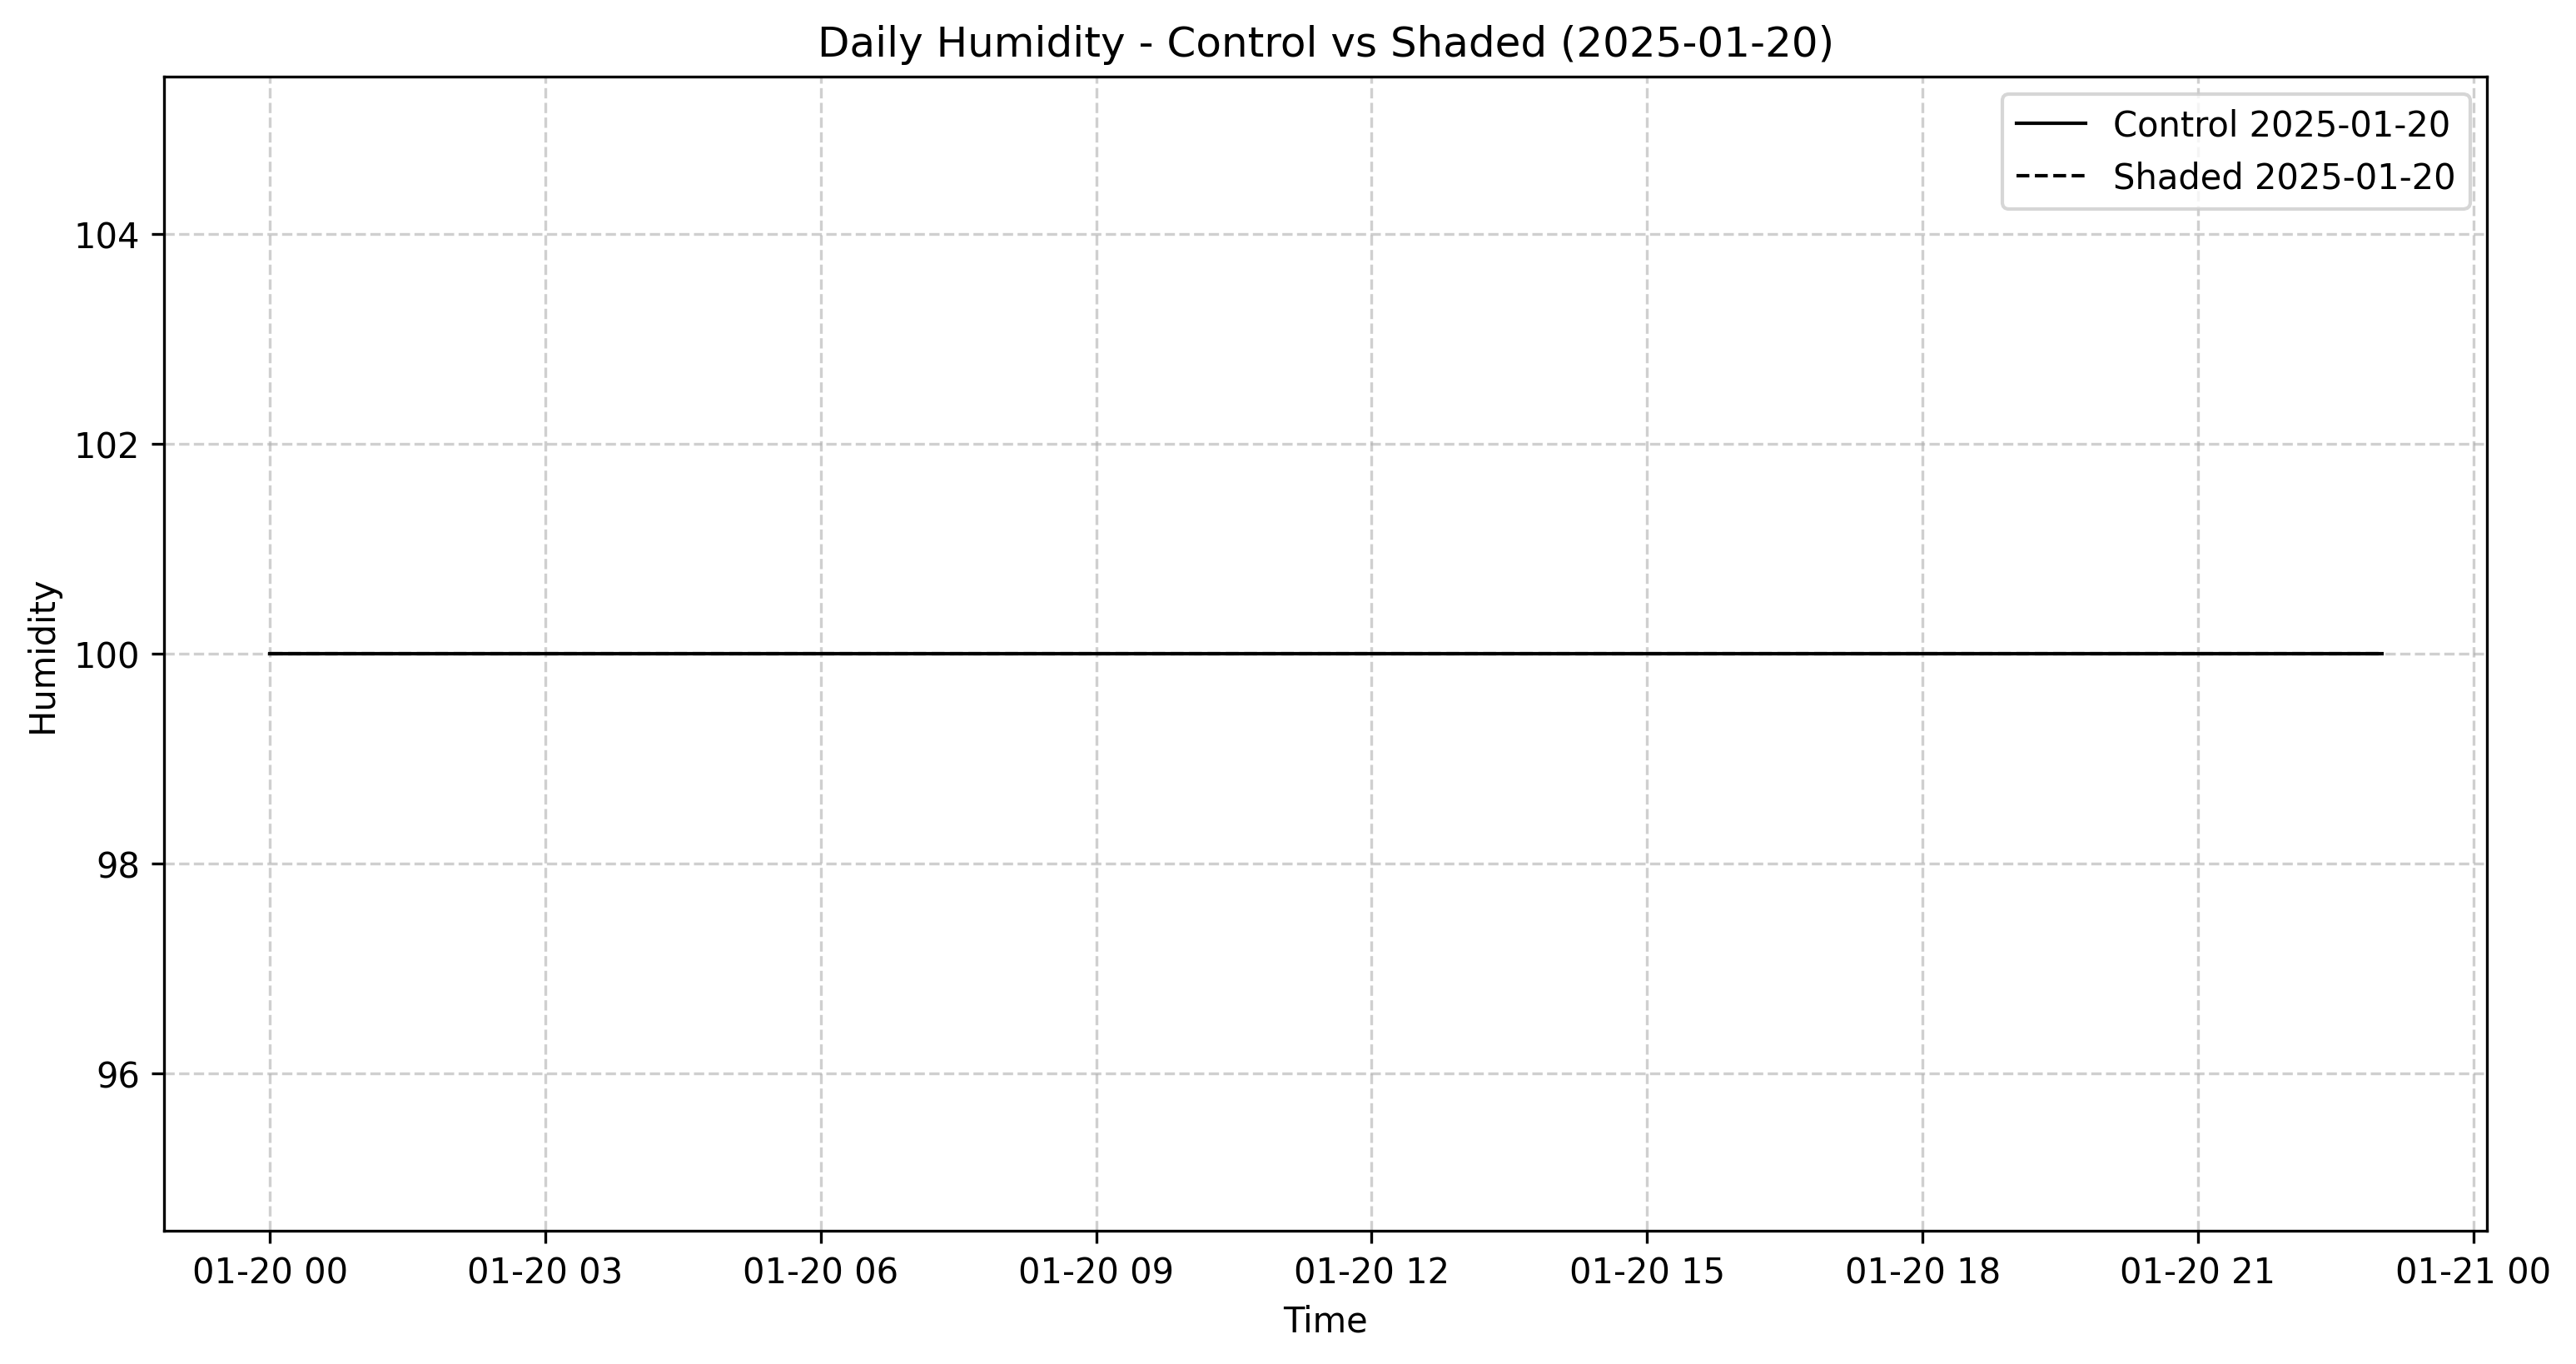 Daily Humidity - Control vs Shaded (2025-01-20)
Control 2025-01-20
Shaded 2025-01-20
104
102
100
98
96
Humidity
01-20 00
01-20 03
01-20 06
01-20 09
01-20 12
01-20 15
01-20 18
01-20 21
01-21 00
Time